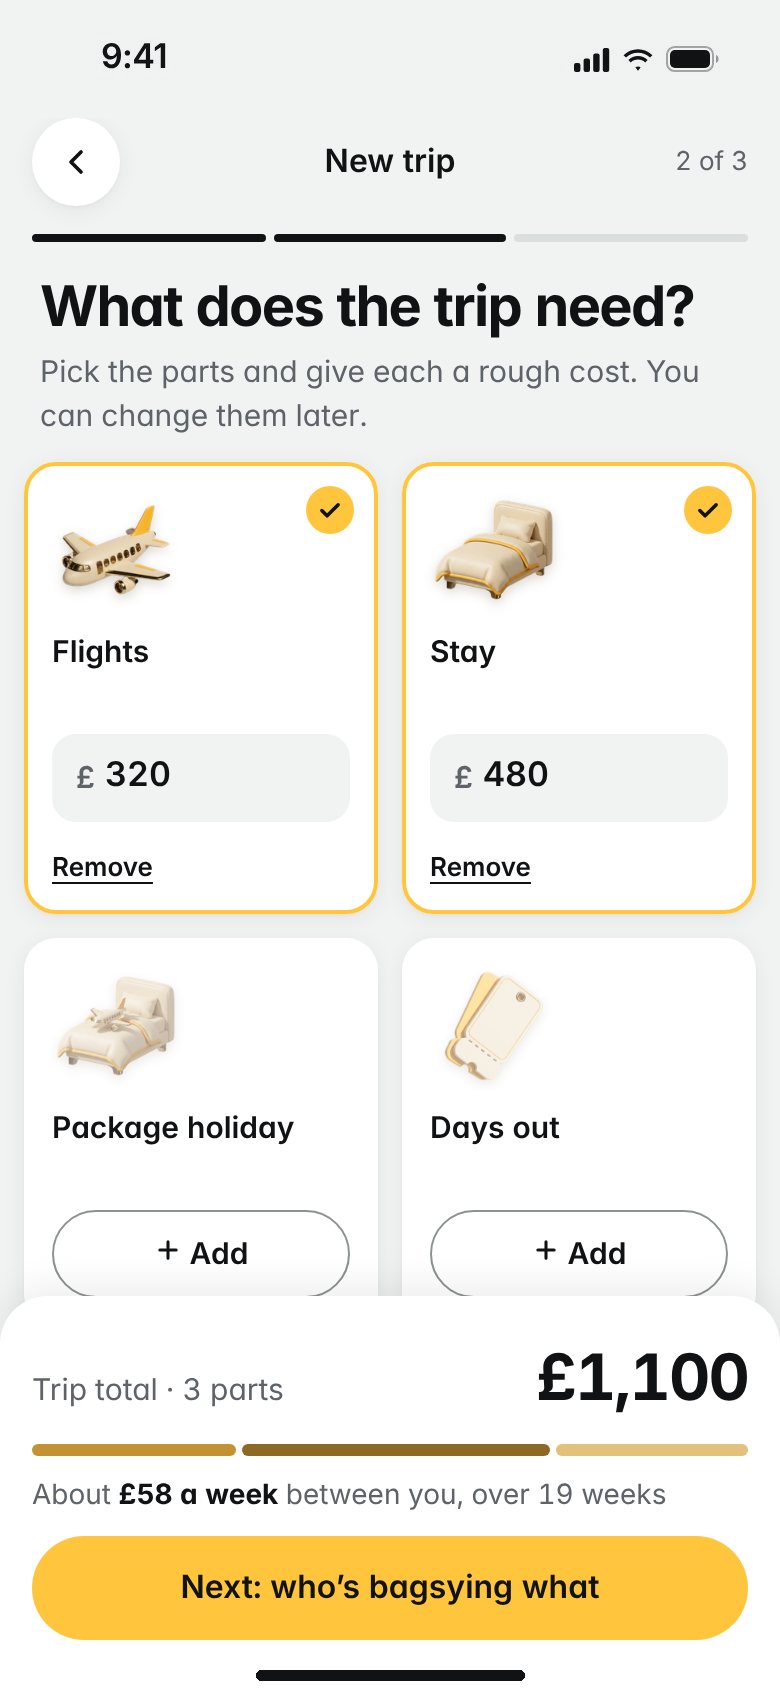 9:41
New trip
2 of 3
What does the trip need?
Pick the parts and give each a rough cost. You
can change them later.
Flights
Stay
£ 320
£ 480
Remove
Remove
Package holiday
Days out
+ Add
+ Add
Trip total · 3 parts
£1,100
About £58 a week between you, over 19 weeks
Next: who’s bagsying what